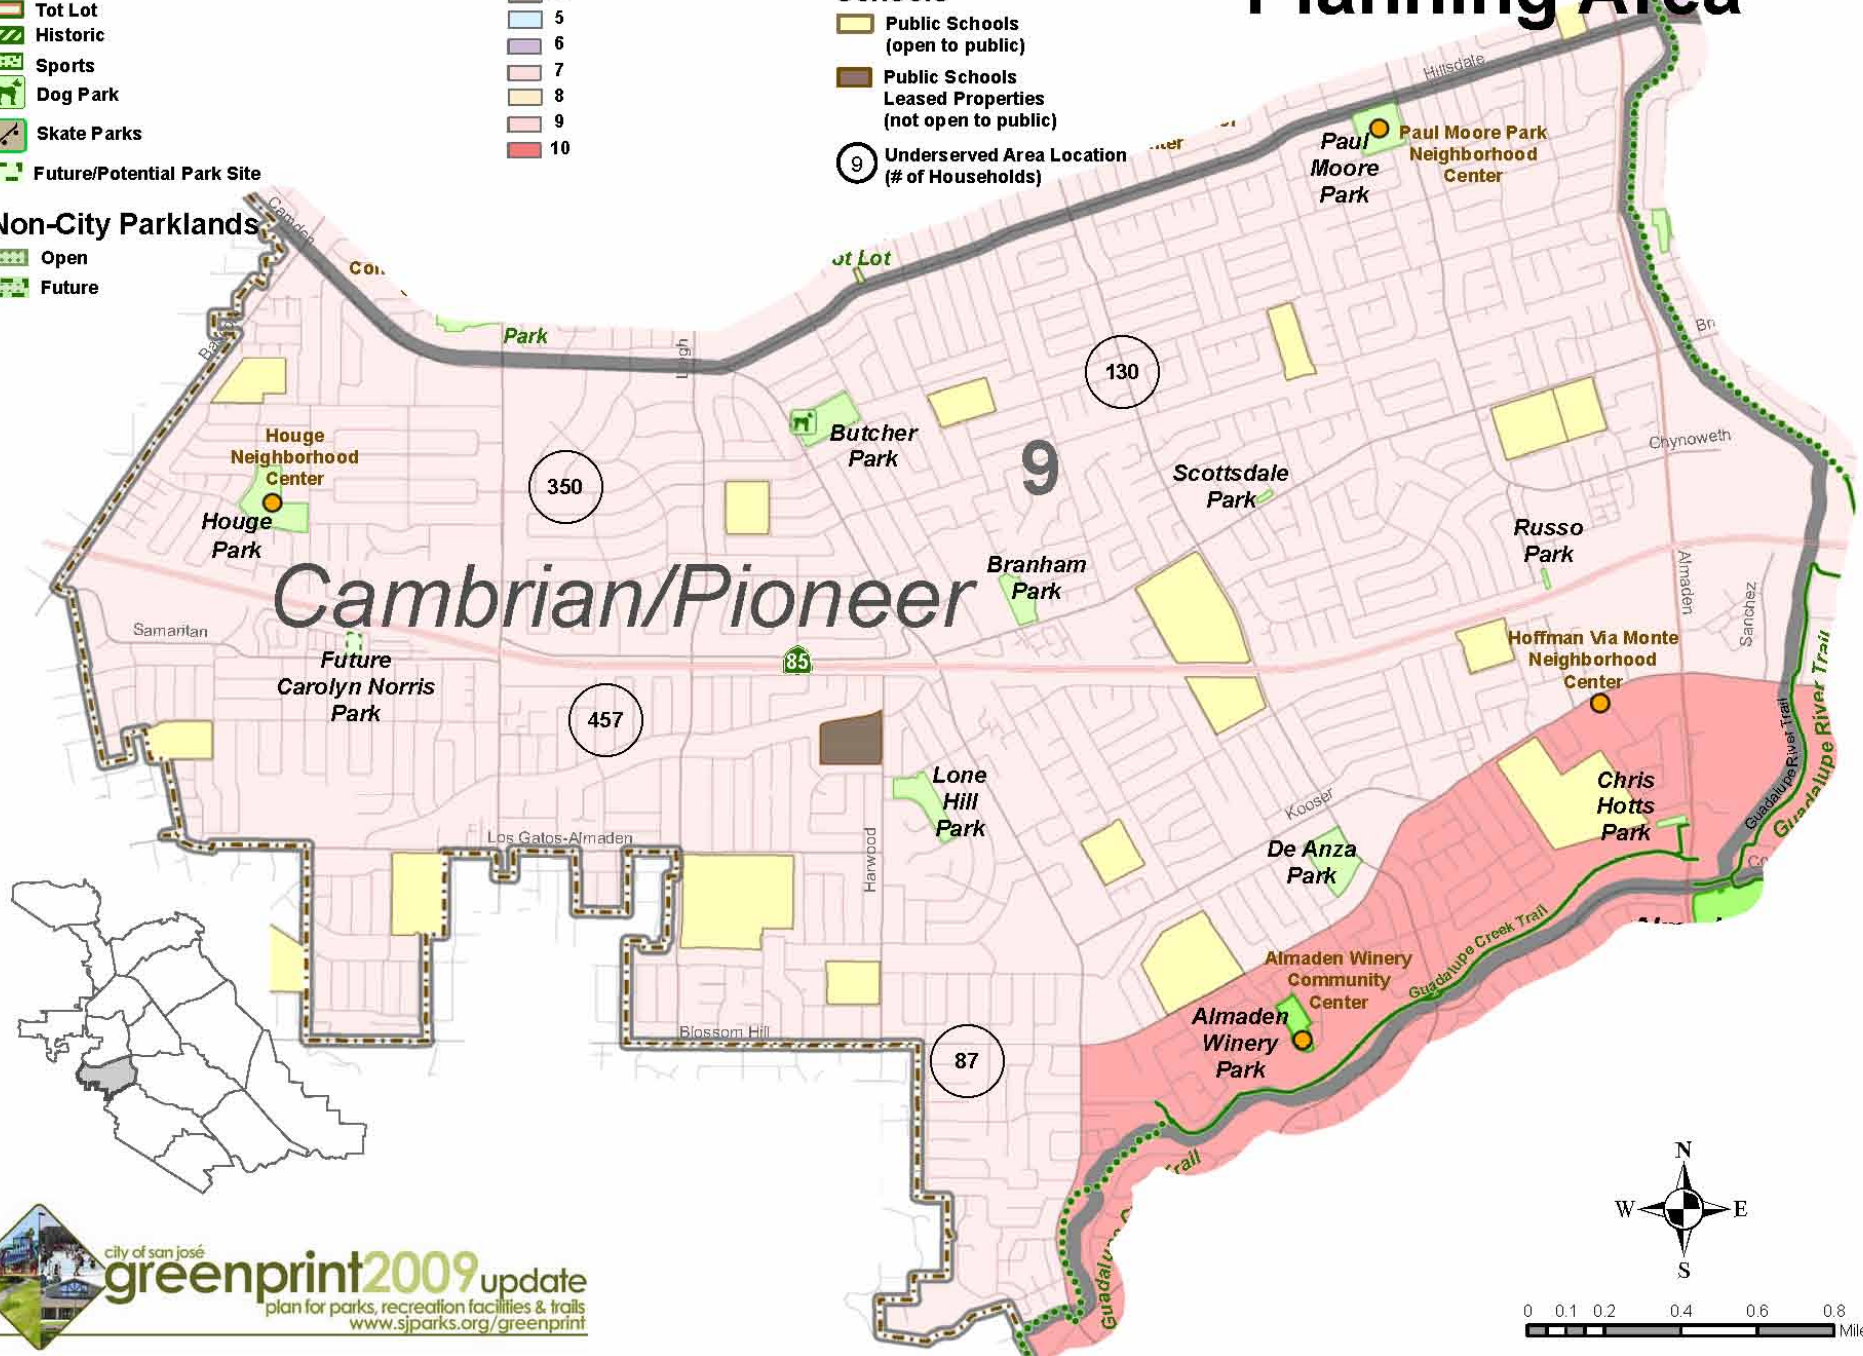 Planning Area
Tot Lot
Historic
Sports
Dog Park
Skate Parks
Future/Potential Park Site
Non-City Parklands
Open
Future
5
6
7
8
9
10
Public Schools
(open to public)
Public Schools
Leased Properties
(not open to public)
9
Underserved Area Location
(# of Households)
Hillsdale
Paul
Moore
Park
Paul Moore Park
Neighborhood
Center
Camden
ot Lot
Park
130
Houge
Neighborhood
Center
Houge
Park
350
Butcher
Park
9
Scottsdale
Park
Chynoweth
Russo
Park
Branham
Park
Cambrian/Pioneer
Samaritan
Future
Carolyn Norris
Park
85
Almaden
Sanchez
Hoffman Via Monte
Neighborhood
Center
457
Guadalupe River Trail
Guadalupe River Trail
Lone
Hill
Park
Chris
Hotts
Park
Kooser
Los Gatos-Almaden
Harwood
De Anza
Park
Guadalupe Creek Trail
Almaden Winery
Community
Center
Almaden
Winery
Park
Blossom Hill
87
Trail
N
W
E
S
city of san josé
greenprint2009update
plan for parks, recreation facilities & trails
www.sjparks.org/greenprint
0 0.1 0.2 0.4 0.6 0.8